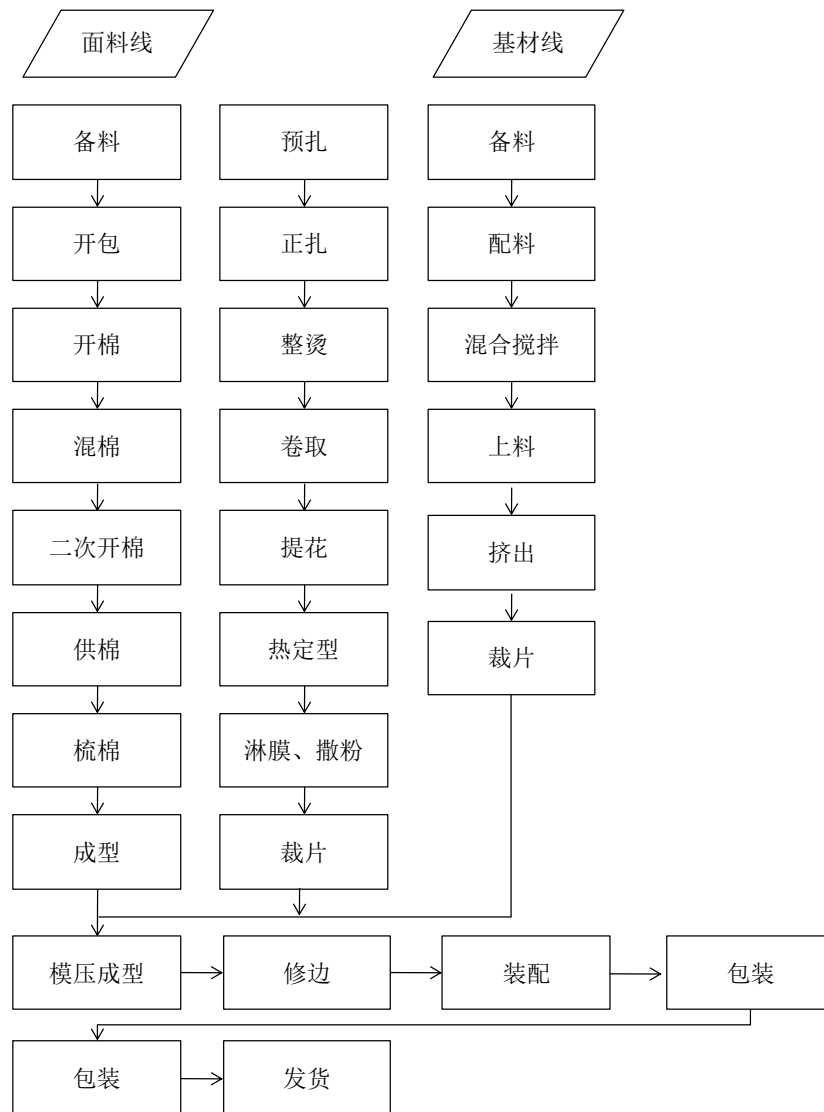 面料线
基材线
备料
开包
开棉
混棉
二次开棉
供棉
梳棉
成型
预扎
正扎
整烫
卷取
提花
热定型
淋膜、撒粉
裁片
备料
配料
混合搅拌
上料
挤出
裁片
模压成型
修边
装配
包装
包装
发货